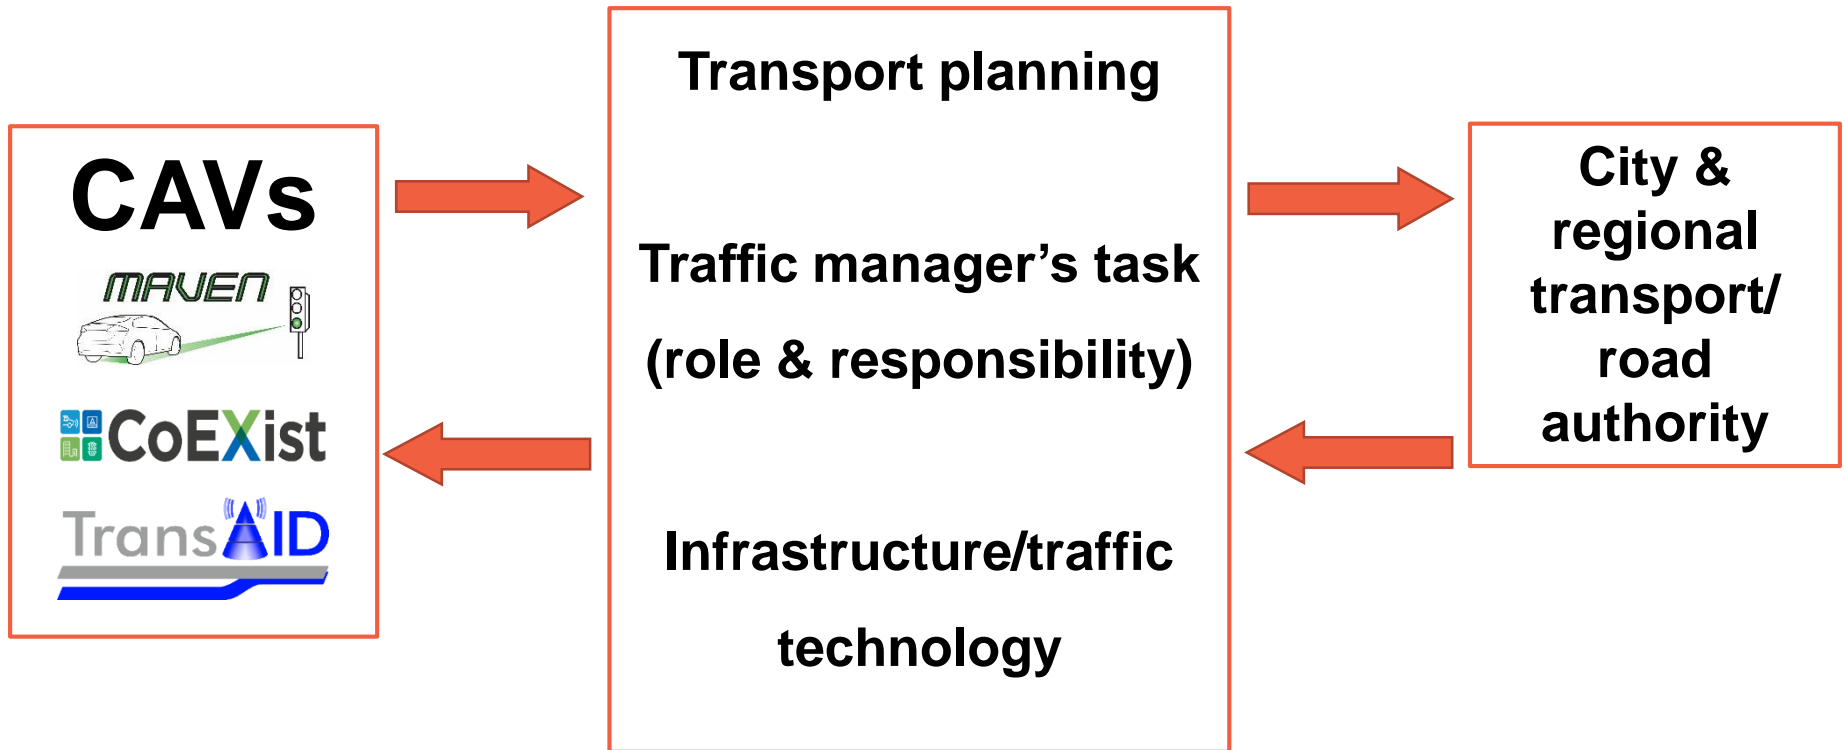 CAVs
MAVEN
CoEXist
TransAID
Transport planning
Traffic manager’s task
(role & responsibility)
Infrastructure/traffic
technology
City &
regional
transport/
road
authority